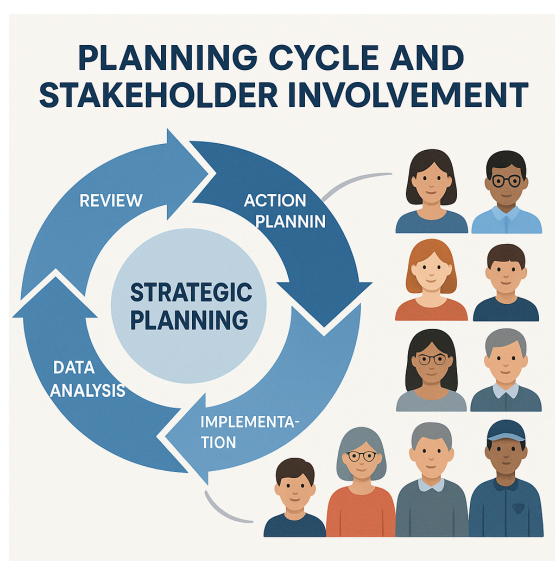 PLANNING CYCLE AND
STAKEHOLDER INVOLVEMENT
REVIEW
ACTION
PLANNIN
STRATEGIC
PLANNING
DATA
ANALYSIS
IMPLEMENTA-
TION